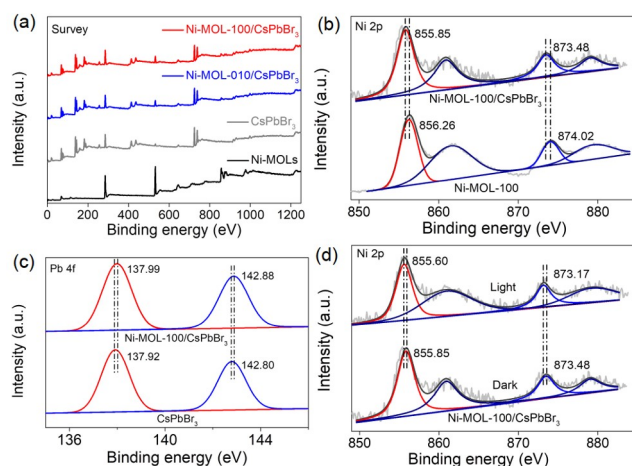 (a)
Survey
Ni-MOL-100/CsPbBr₃
Ni-MOL-010/CsPbBr₃
CsPbBr₃
Ni-MOLs
0 200 400 600 800 1000 1200
Binding energy (eV)
Intensity (a.u.)
(b)
Ni 2p
855.85
873.48
Ni-MOL-100/CsPbBr₃
856.26
874.02
Ni-MOL-100
850 860 870 880
Binding energy (eV)
Intensity (a.u.)
(c)
Pb 4f
137.99
142.88
Ni-MOL-100/CsPbBr₃
137.92
142.80
CsPbBr₃
136 140 144
Binding energy (eV)
Intensity (a.u.)
(d)
Ni 2p
855.60
873.17
Light
855.85
873.48
Dark
Ni-MOL-100/CsPbBr₃
850 860 870 880
Binding energy (eV)
Intensity (a.u.)